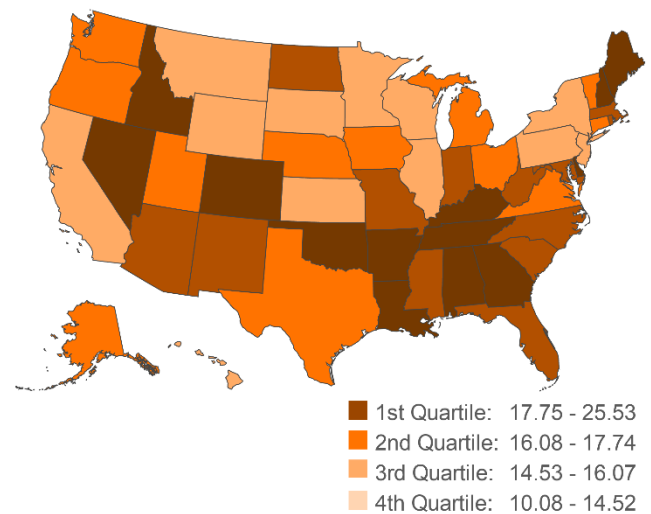 1st Quartile: 17.75 - 25.53
2nd Quartile: 16.08 - 17.74
3rd Quartile: 14.53 - 16.07
4th Quartile: 10.08 - 14.52